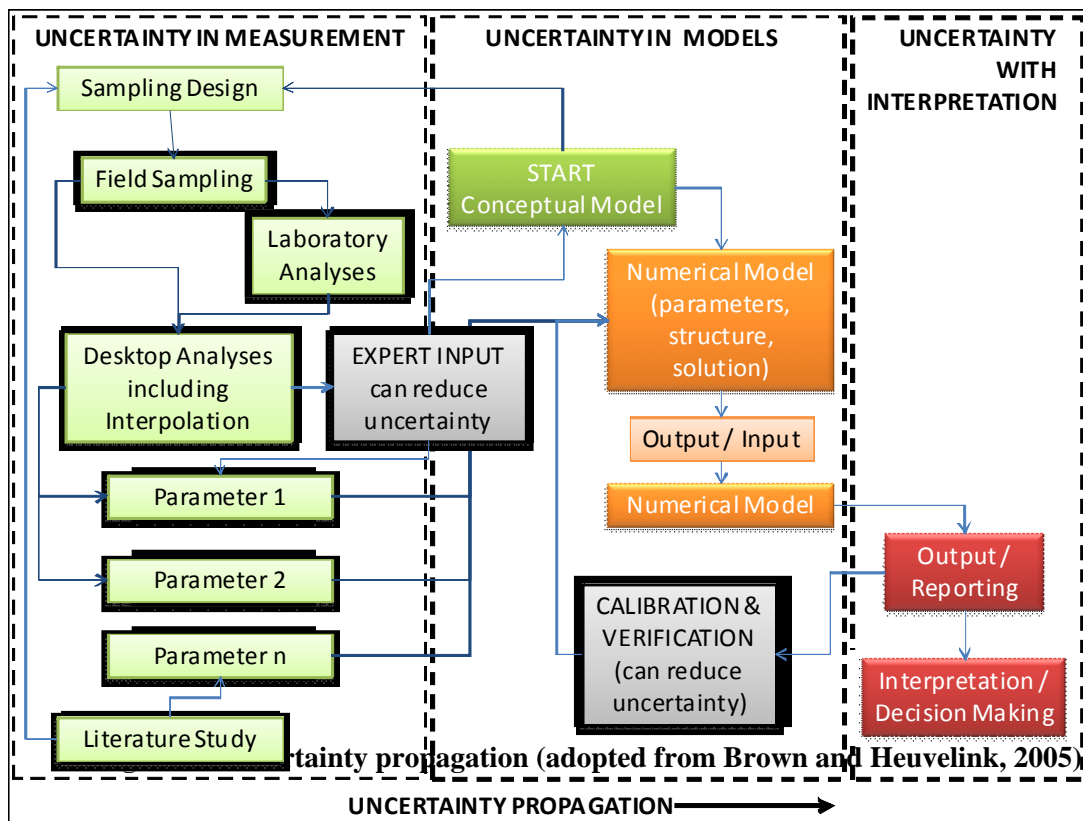 UNCERTAINTY IN MEASUREMENT
Sampling Design
Field Sampling
Laboratory
Analyses
Desktop Analyses
including
Interpolation
EXPERT INPUT
can reduce
uncertainty
Parameter 1
Parameter 2
Parameter n
Literature Study
UNCERTAINTY IN MODELS
START
Conceptual Model
Numerical Model
(parameters,
structure,
solution)
Output / Input
Numerical Model
CALIBRATION &
VERIFICATION
(can reduce
uncertainty)
UNCERTAINTY
WITH
INTERPRETATION
Output /
Reporting
Interpretation /
Decision Making
propagation (adopted from Brown and Heuvelink, 2005)
UNCERTAINTY PROPAGATION